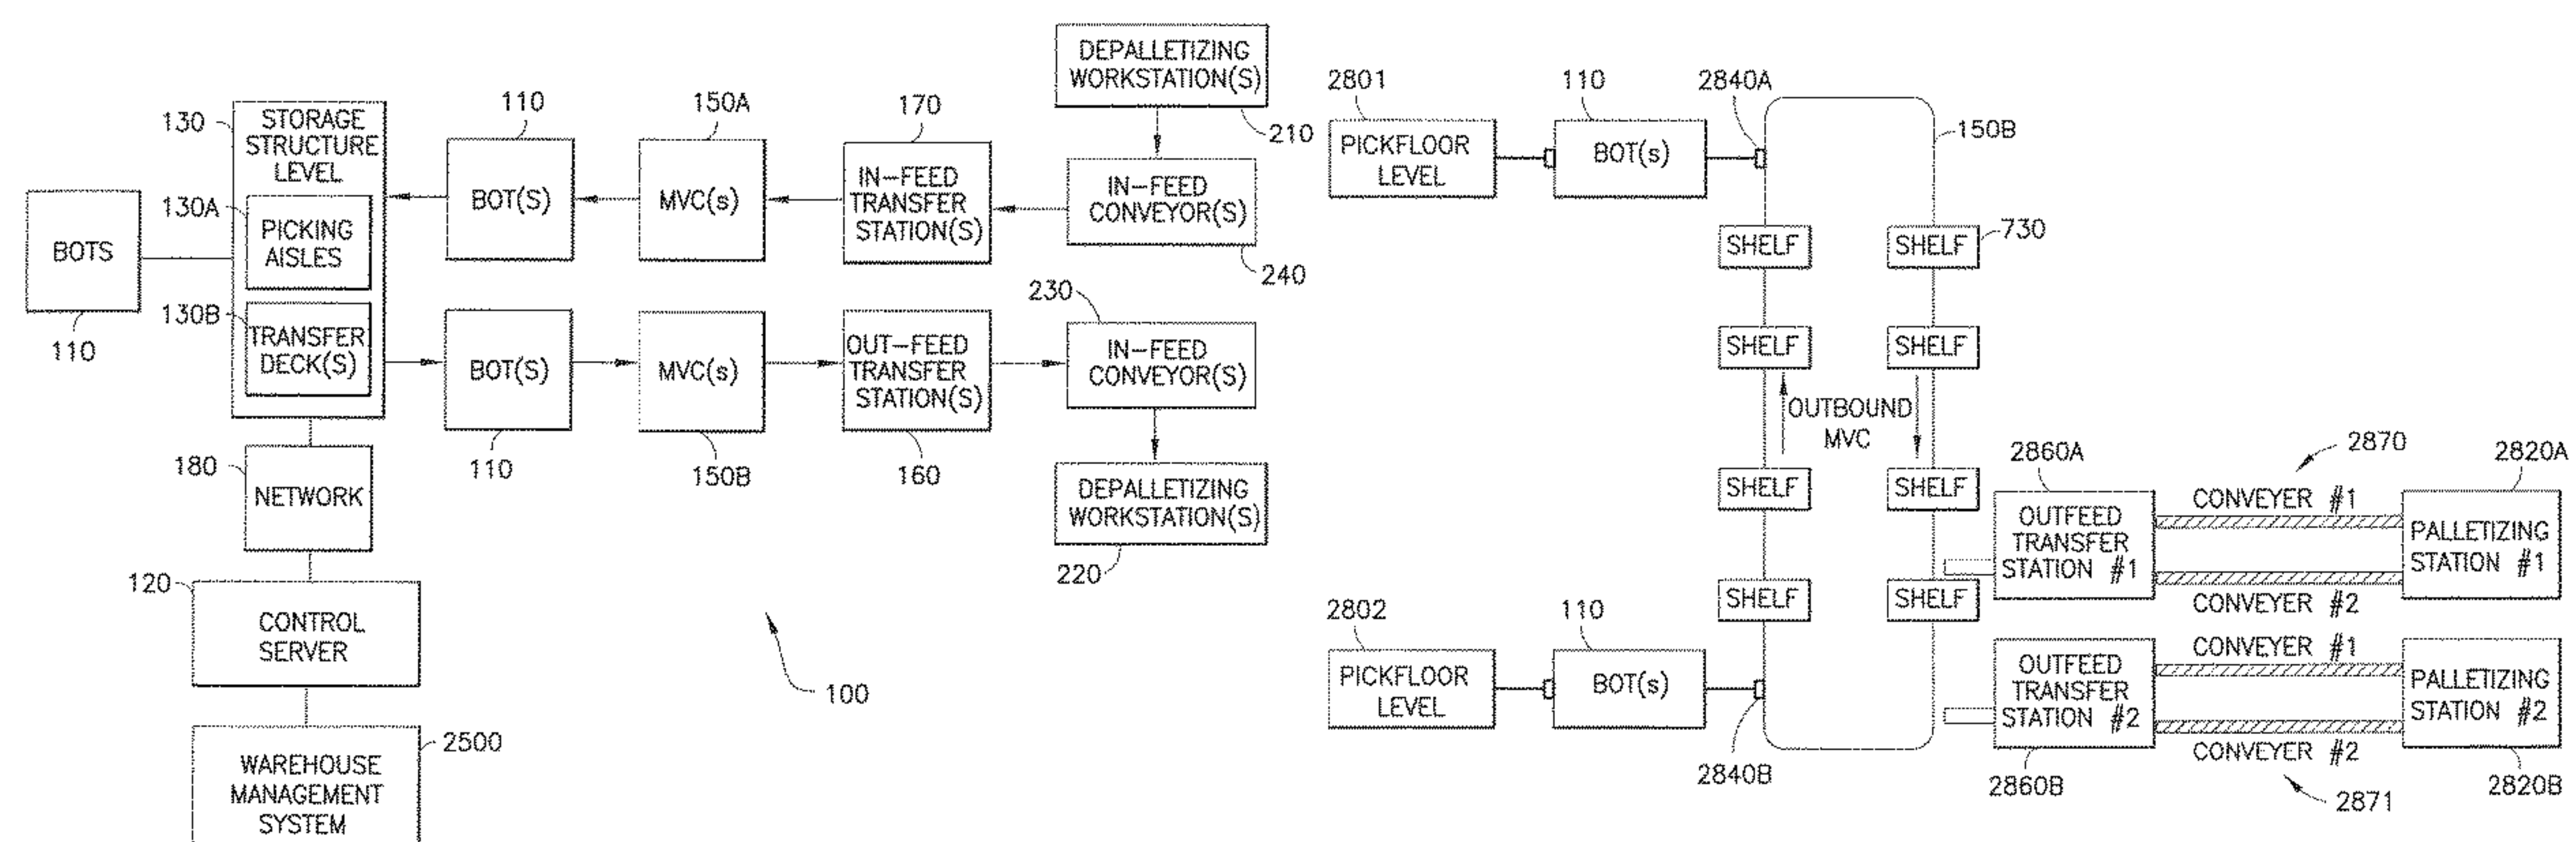 DEPALLETIZING
WORKSTATION(S)
210
130
STORAGE
STRUCTURE
LEVEL
110
BOT(S)
150A
MVC(s)
170
IN-FEED
TRANSFER
STATION(S)
IN-FEED
CONVEYOR(S)
240
BOTS
110
130A
PICKING
AISLES
130B
TRANSFER
DECK(S)
BOT(S)
110
MVC(s)
150B
OUT-FEED
TRANSFER
STATION(S)
160
230
IN-FEED
CONVEYOR(S)
DEPALLETIZING
WORKSTATION(S)
220
180
NETWORK
120
CONTROL
SERVER
100
2500
WAREHOUSE
MANAGEMENT
SYSTEM
2801
PICKFLOOR
LEVEL
110
BOT(s)
2840A
150B
SHELF
SHELF
730
SHELF
SHELF
OUTBOUND
MVC
SHELF
SHELF
SHELF
SHELF
2860A
OUTFEED
TRANSFER
STATION #1
2870
CONVEYER #1
CONVEYER #2
2820A
PALLETIZING
STATION #1
2802
PICKFLOOR
LEVEL
110
BOT(s)
2840B
OUTFEED
TRANSFER
STATION #2
2860B
CONVEYER #1
CONVEYER #2
2871
PALLETIZING
STATION #2
2820B